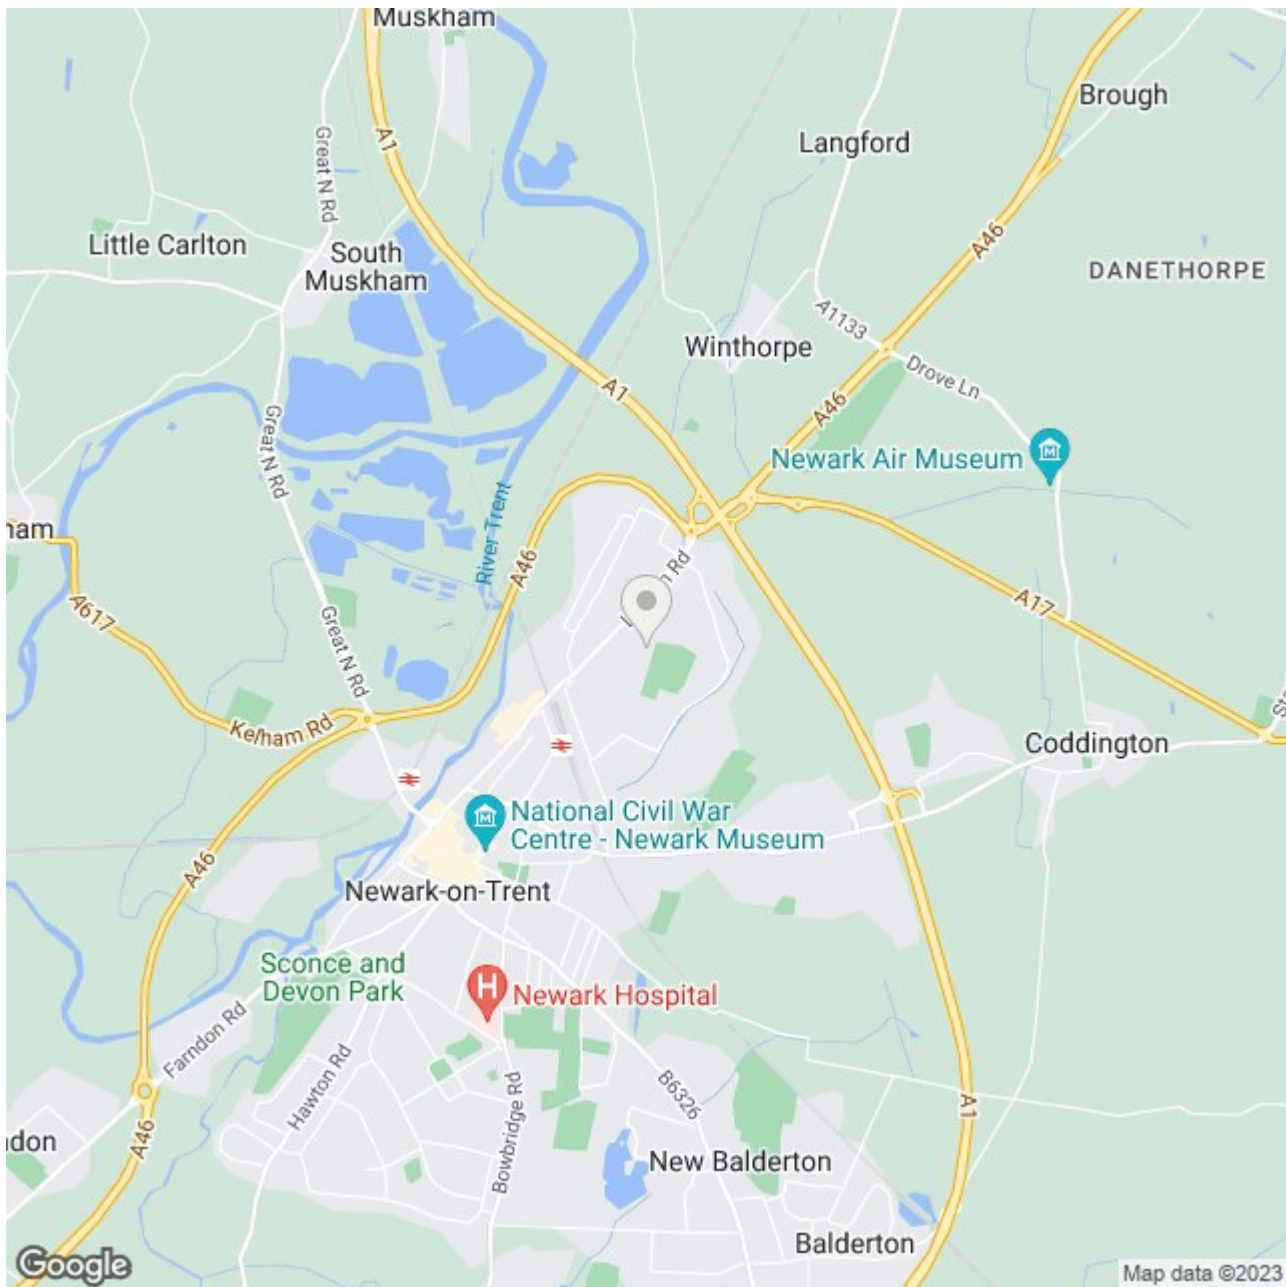 Muskham
A1
Great N Rd
Brough
Langford
A46
Little Carlton
South
Muskham
DANETHORPE
A1133
Winthorpe
Drove Ln
A1
A46
Great N Rd
Newark Air Museum
River Trent
ham
A46
n Rd
A617
A17
Great N Rd
Kelham Rd
Coddington
National Civil War
Centre - Newark Museum
A46
Newark-on-Trent
Sconce and
Devon Park
H
Newark Hospital
Farndon Rd
Hawton Rd
Bowbridge Rd
B6326
A1
don
A46
New Balderton
Balderton
Google
Map data ©2023